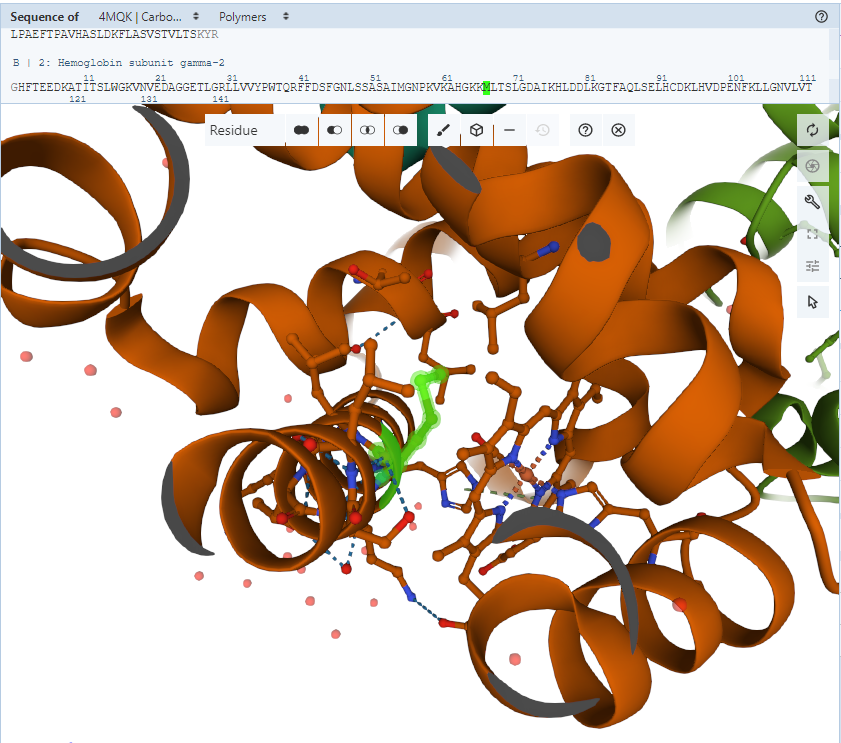 Sequence of 4MQK | Carbo... Polymers
LPAEFTPAVHASLDKFLASVSTVLTSKYR
B | 2: Hemoglobin subunit gamma-2
11 21 31 41 51 61 71 81 91 101 111
GHFTEEDKATITSLWGKVNVEDAGGETLGRLLVVYPWTQRFFDSFGNLSSASAIMGNPKVKAHGKKMLTSLGDAIKHLDDLKGTFAQLSELHCDKLHVDPENFKLLGNVLVT
121 131 141
Residue